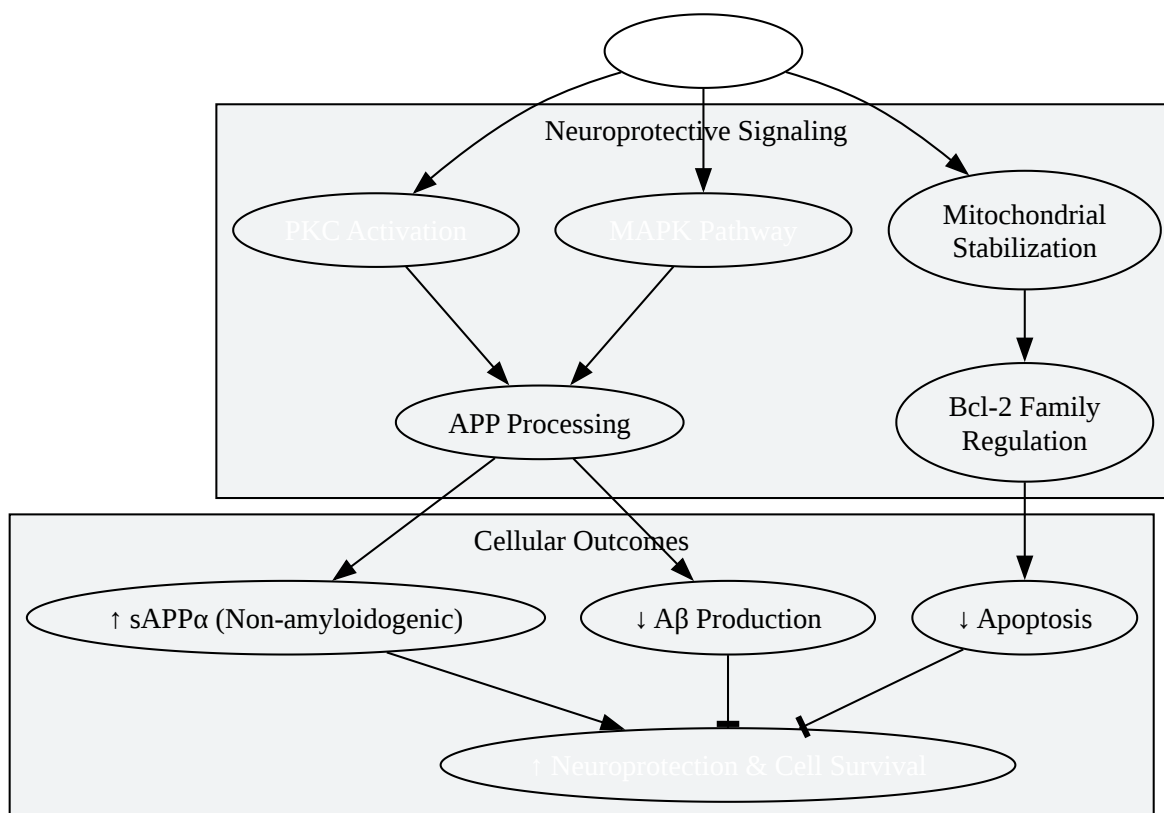 Neuroprotective Signaling
PKC Activation
MAPK Pathway
Mitochondrial
Stabilization
APP Processing
Bcl-2 Family
Regulation
Cellular Outcomes
↑ sAPPα (Non-amyloidogenic)
↓ Aβ Production
↓ Apoptosis
↑ Neuroprotection & Cell Survival